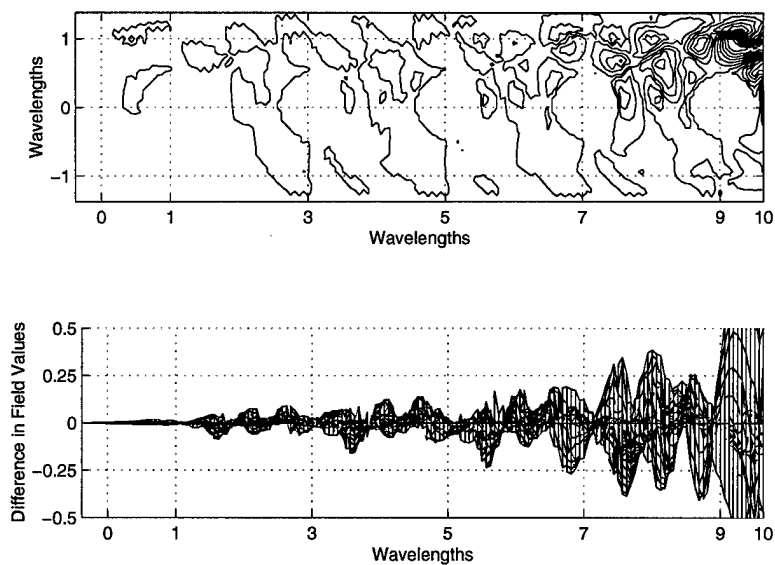 1
0
−1
Wavelengths
0 1 3 5 7 9 10
Wavelengths
0.5
0.25
0
−0.25
−0.5
Difference in Field Values
0 1 3 5 7 9 10
Wavelengths